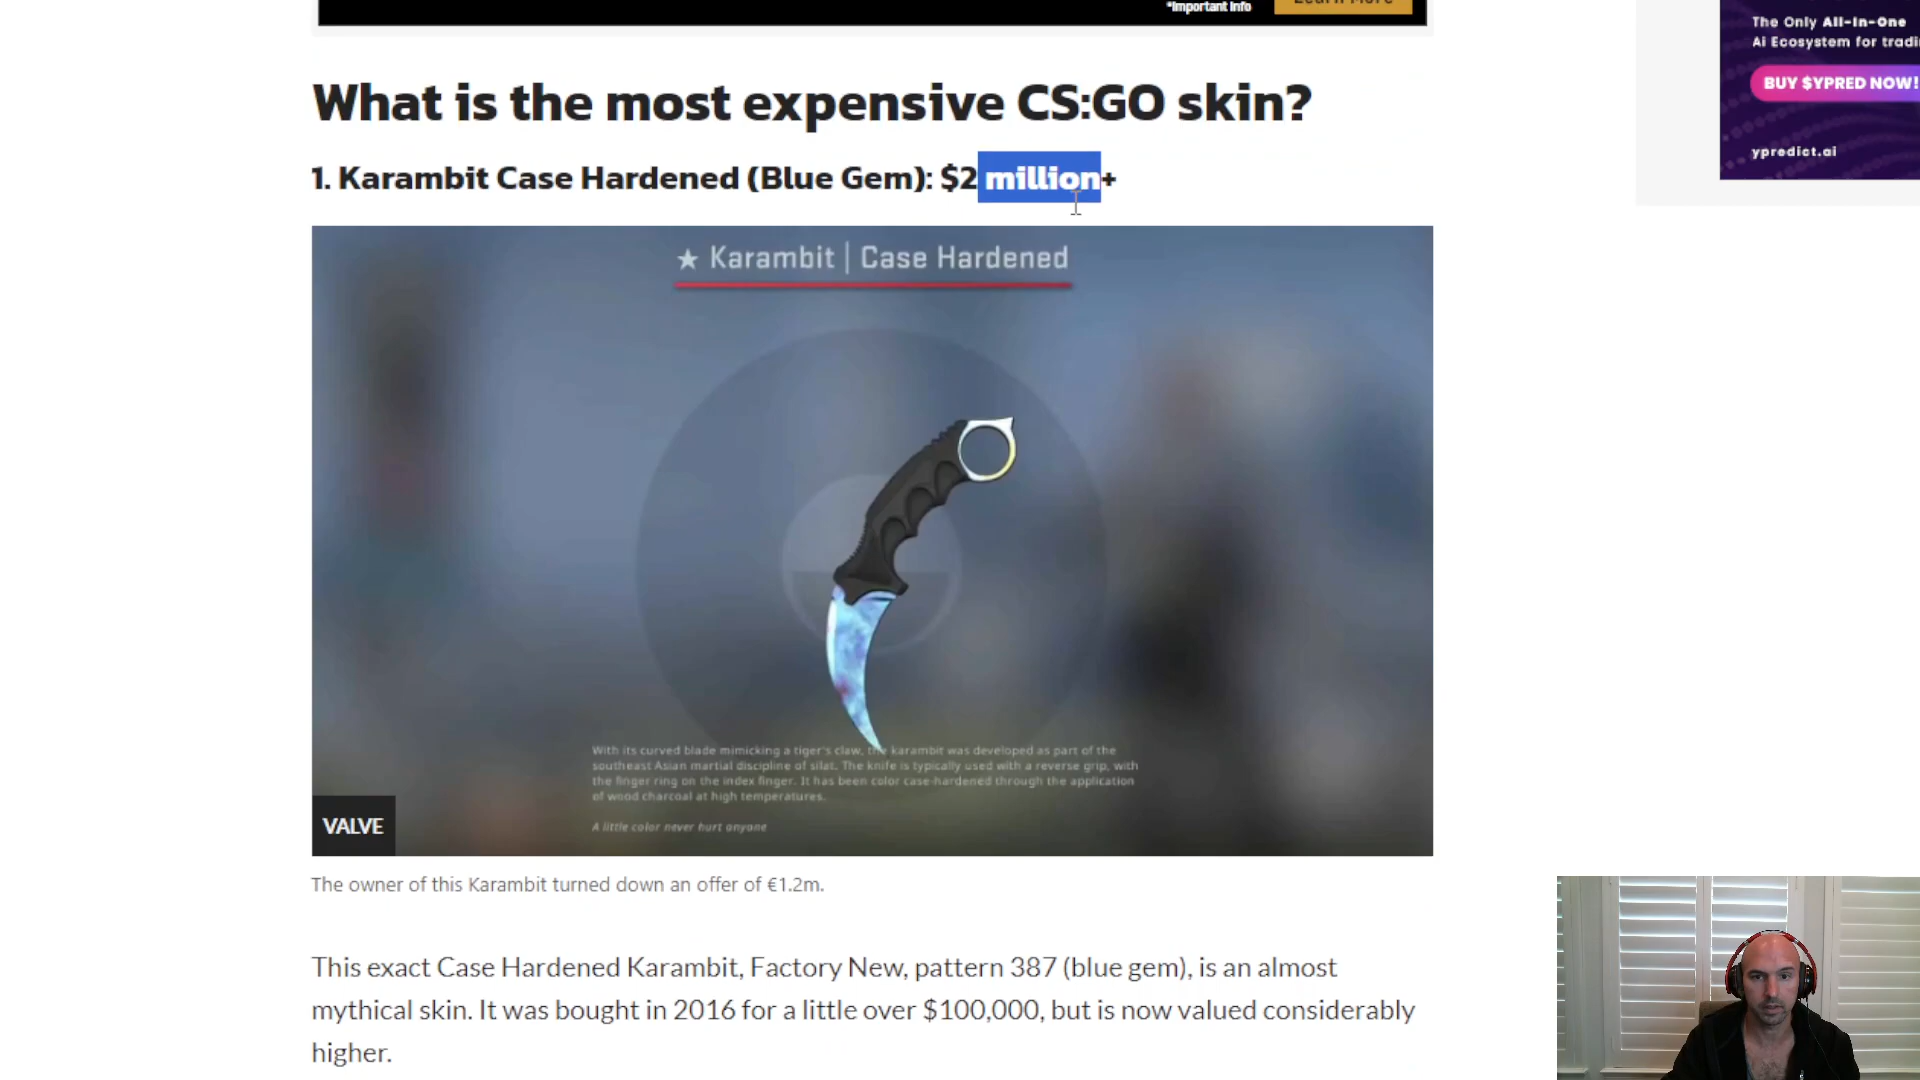 *Important Info
Learn More
The Only All-In-One
Ai Ecosystem for tradi
BUY $YPRED NOW!
ypredict.ai
What is the most expensive CS:GO skin?
1. Karambit Case Hardened (Blue Gem): $2 million+
★ Karambit | Case Hardened
With its curved blade mimicking a tiger's claw, the karambit was developed as part of the
southeast Asian martial discipline of silat. The knife is typically used with a reverse grip, with
the finger ring on the index finger. It has been color case-hardened through the application
of wood charcoal at high temperatures.
A little color never hurt anyone
VALVE
The owner of this Karambit turned down an offer of €1.2m.
This exact Case Hardened Karambit, Factory New, pattern 387 (blue gem), is an almost
mythical skin. It was bought in 2016 for a little over $100,000, but is now valued considerably
higher.